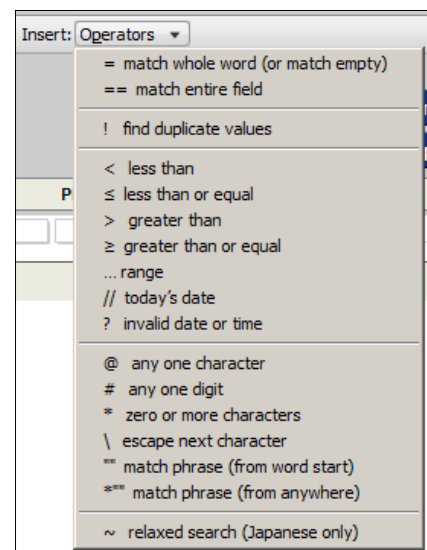 Insert: Operators
= match whole word (or match empty)
== match entire field
! find duplicate values
< less than
≤ less than or equal
> greater than
≥ greater than or equal
... range
// today's date
? invalid date or time
@ any one character
# any one digit
* zero or more characters
\ escape next character
"" match phrase (from word start)
*"" match phrase (from anywhere)
~ relaxed search (Japanese only)